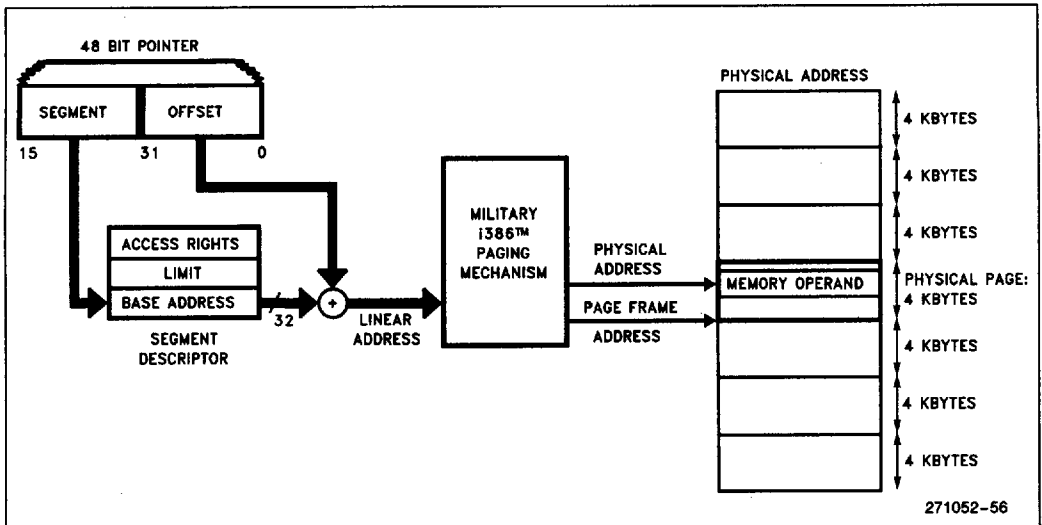 48 BIT POINTER
SEGMENT OFFSET
15 31 0
ACCESS RIGHTS
LIMIT
BASE ADDRESS
SEGMENT
DESCRIPTOR
32
+
LINEAR
ADDRESS
MILITARY
i386™
PAGING
MECHANISM
PHYSICAL
ADDRESS
PAGE FRAME
ADDRESS
PHYSICAL ADDRESS
4 KBYTES
4 KBYTES
4 KBYTES
MEMORY OPERAND
PHYSICAL PAGE:
4 KBYTES
4 KBYTES
4 KBYTES
4 KBYTES
271052-56